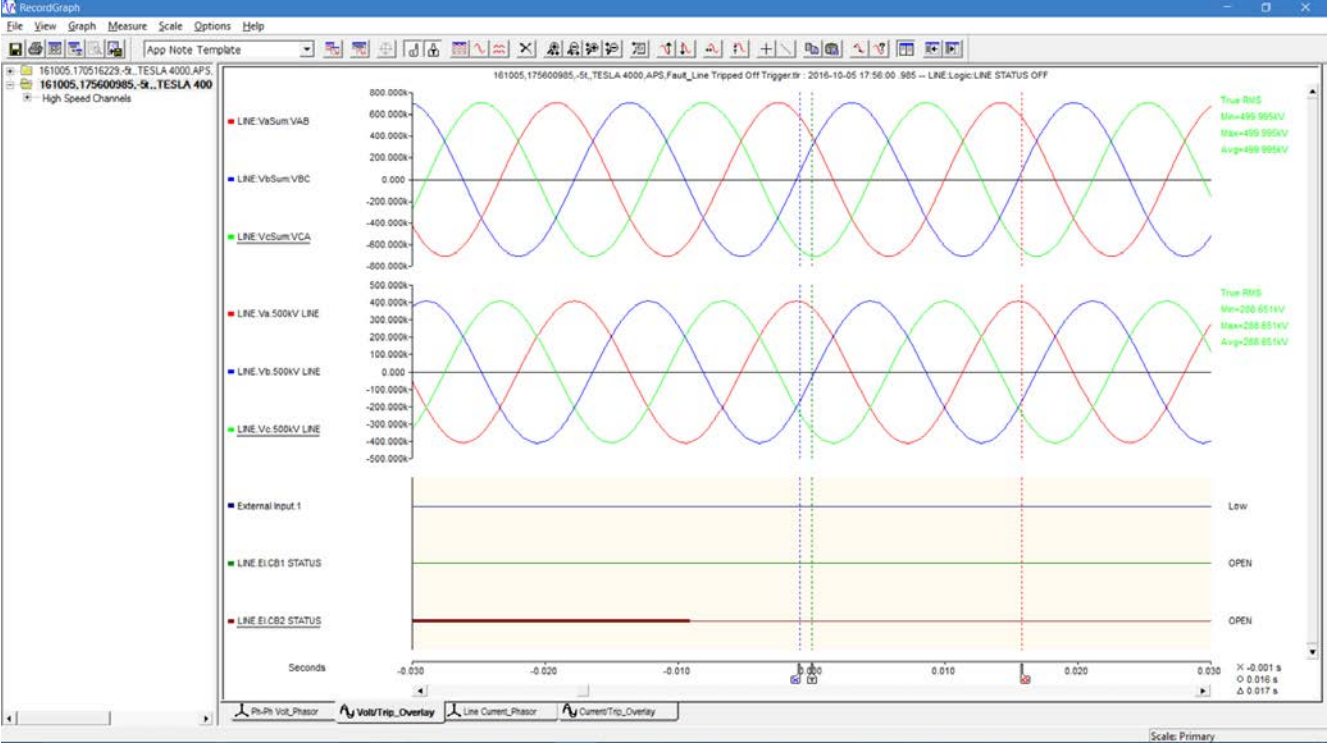 RecordGraph
File View Graph Measure Scale Options Help
App Note Template
161005,170516229,-5t,,TESLA 4000,APS,
161005,175600985,-5t,,TESLA 400
High Speed Channels
161005,175600985,-5t,,TESLA 4000,APS,Fault_Line Tripped Off Trigger.tlr : 2016-10-05 17:56:00 .985 -- LINE:Logic:LINE STATUS OFF
LINE:VaSum:VAB
LINE:VbSum:VBC
LINE:VcSum:VCA
800.000k
600.000k
400.000k
200.000k
0.000
-200.000k
-400.000k
-600.000k
-800.000k
True RMS
Min=499.995kV
Max=499.995kV
Avg=499.995kV
LINE.Va.500kV LINE
LINE.Vb.500kV LINE
LINE.Vc.500kV LINE
500.000k
400.000k
300.000k
200.000k
100.000k
0.000
-100.000k
-200.000k
-300.000k
-400.000k
-500.000k
True RMS
Min=288.651kV
Max=288.651kV
Avg=288.651kV
External Input.1
Low
LINE.EI.CB1 STATUS
OPEN
LINE.EI.CB2 STATUS
OPEN
Seconds
-0.030 -0.020 -0.010 0.000 0.010 0.020 0.030
X -0.001 s
O 0.016 s
Δ 0.017 s
Ph-Ph Volt_Phasor
Volt/Trip_Overlay
Line Current_Phasor
Current/Trip_Overlay
Scale: Primary